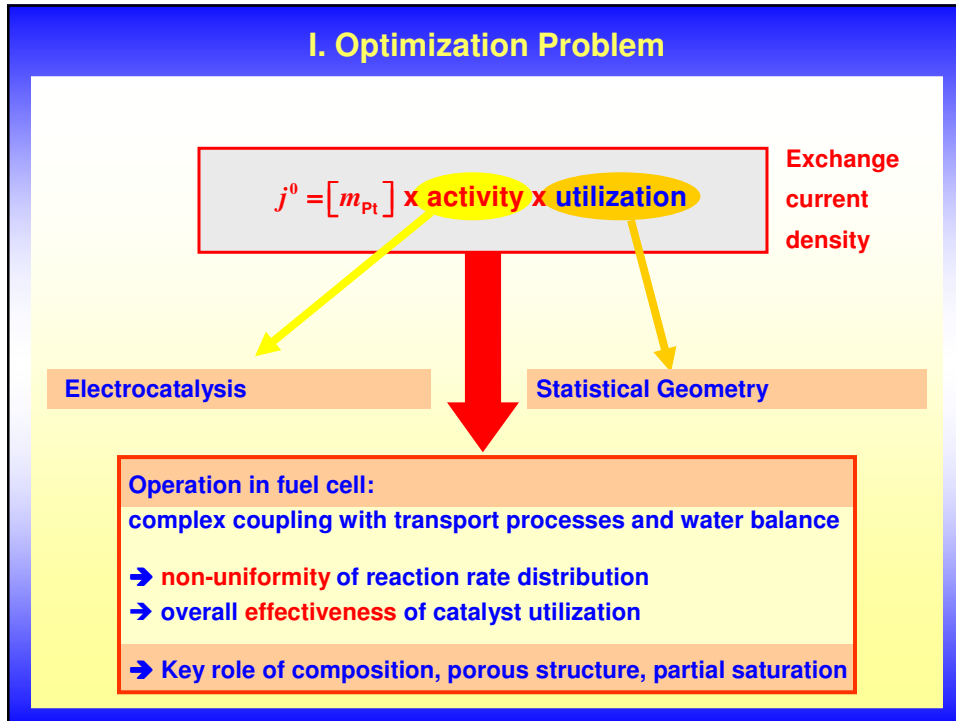 I. Optimization Problem
j⁰ = [m_Pt] x activity x utilization
Exchange
current
density
Electrocatalysis
Statistical Geometry
Operation in fuel cell:
complex coupling with transport processes and water balance
➔ non-uniformity of reaction rate distribution
➔ overall effectiveness of catalyst utilization
➔ Key role of composition, porous structure, partial saturation